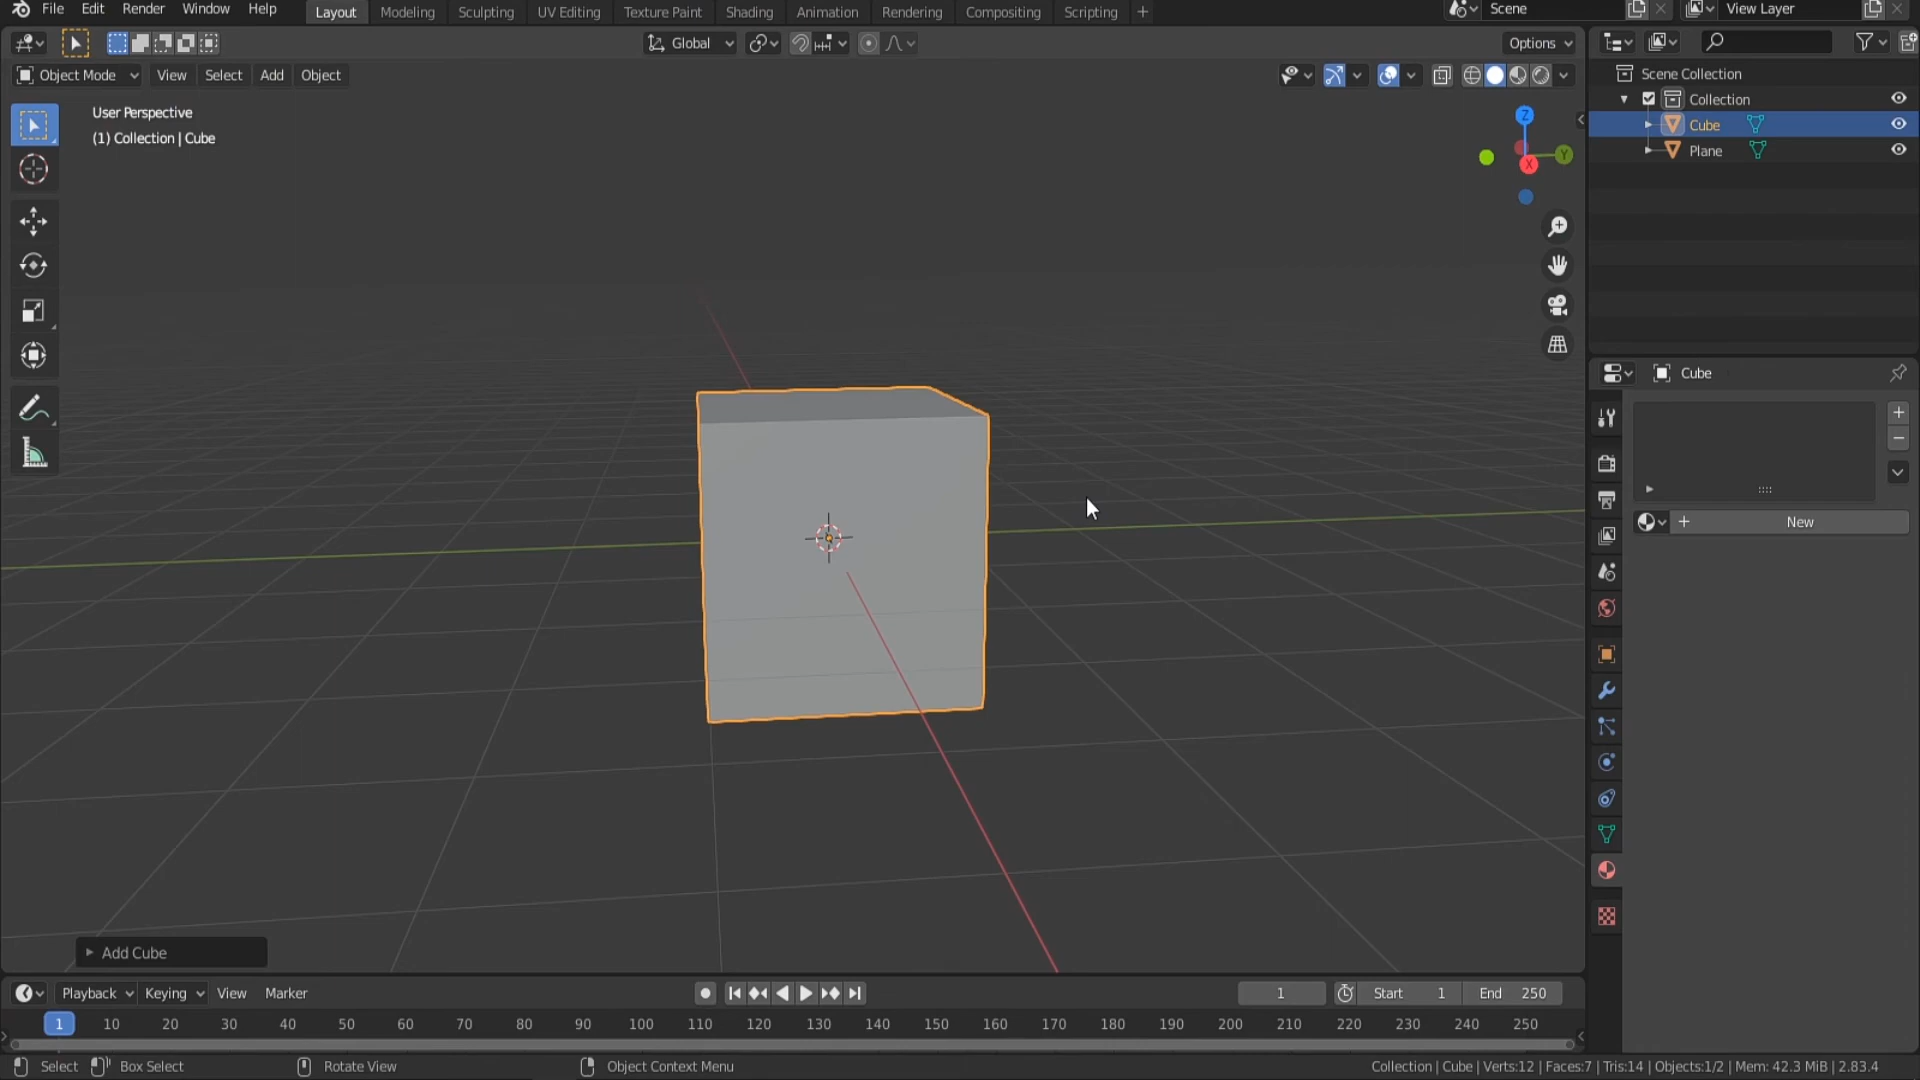 File Edit Render Window Help Layout Modeling Sculpting UV Editing Texture Paint Shading Animation Rendering Compositing Scripting + Scene View Layer
Global Options
Object Mode View Select Add Object
User Perspective
(1) Collection | Cube
Z
Y
X
Scene Collection
Collection
Cube
Plane
Cube
New
Add Cube
Playback Keying View Marker 1 Start 1 End 250
1 10 20 30 40 50 60 70 80 90 100 110 120 130 140 150 160 170 180 190 200 210 220 230 240 250
Select Box Select Rotate View Object Context Menu Collection | Cube | Verts:12 | Faces:7 | Tris:14 | Objects:1/2 | Mem: 42.3 MiB | 2.83.4